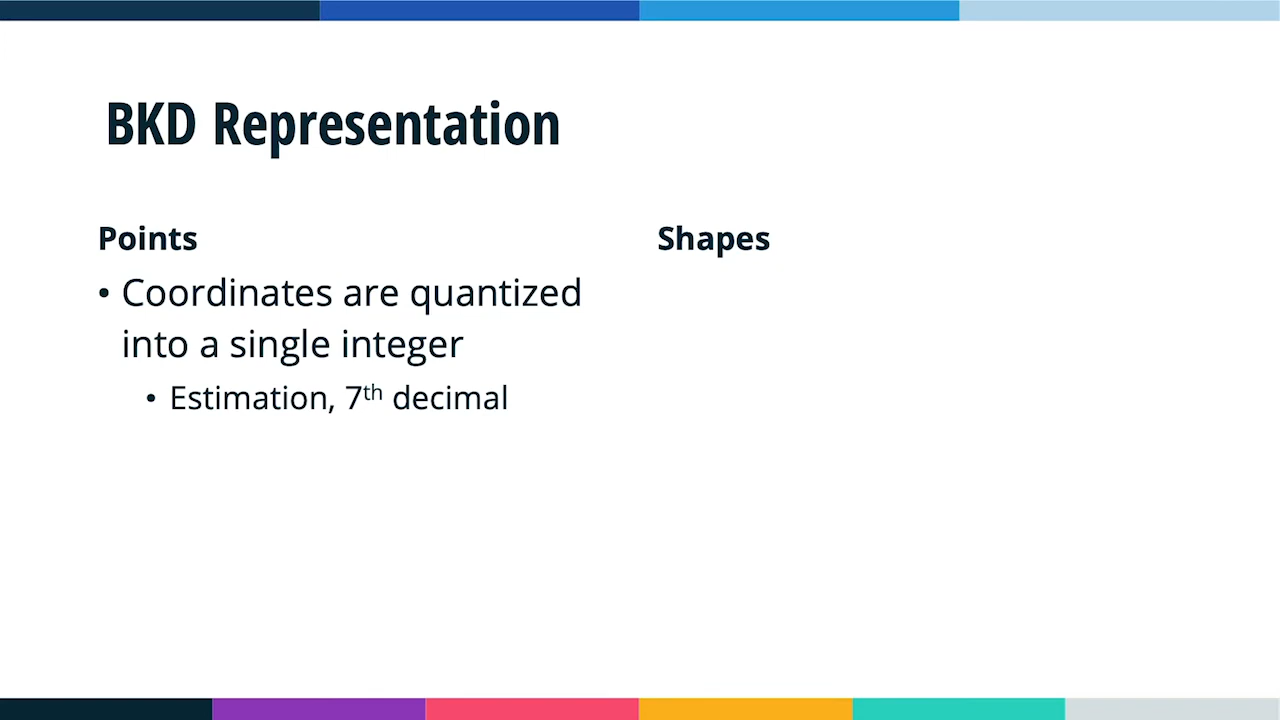 BKD Representation
Points
• Coordinates are quantized
into a single integer
• Estimation, 7th decimal
Shapes